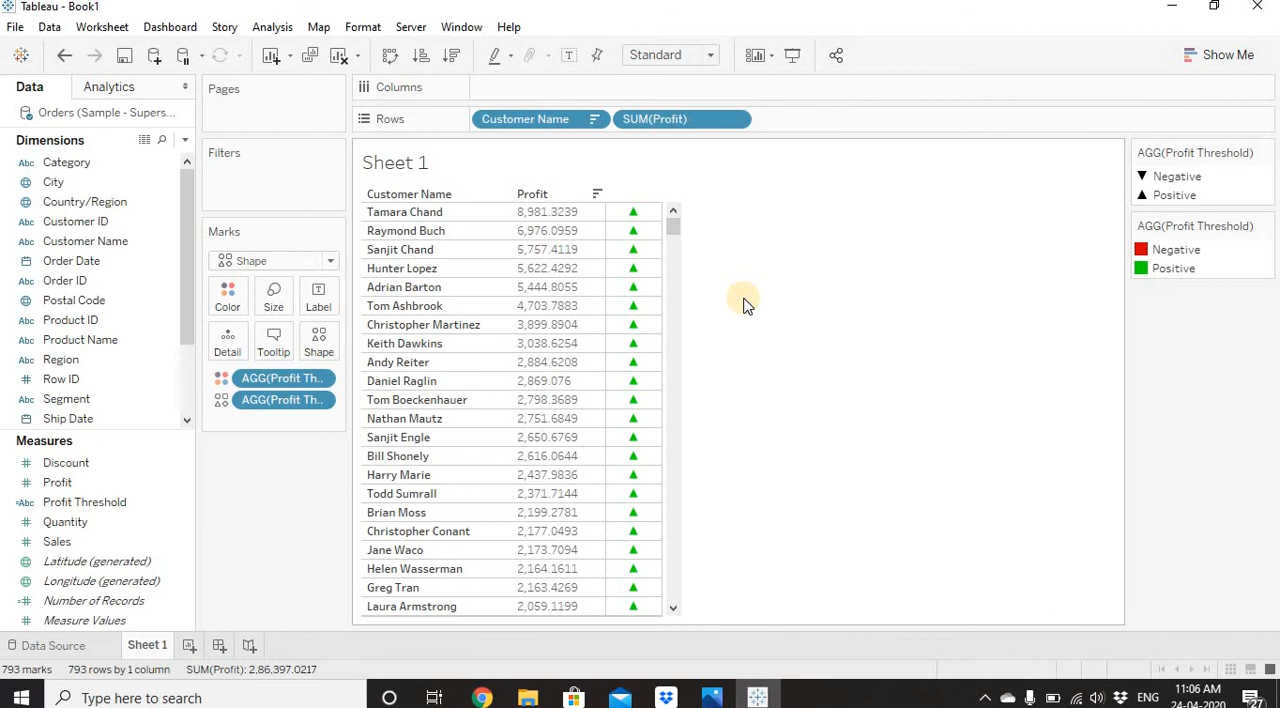 Tableau - Book1
File Data Worksheet Dashboard Story Analysis Map Format Server Window Help
Standard
Show Me
Data Analytics
Orders (Sample - Supers...
Dimensions
Abc Category
City
Country/Region
Abc Customer ID
Abc Customer Name
Order Date
Abc Order ID
Postal Code
Abc Product ID
Abc Product Name
Abc Region
# Row ID
Abc Segment
Ship Date
Measures
# Discount
# Profit
=Abc Profit Threshold
# Quantity
# Sales
Latitude (generated)
Longitude (generated)
=# Number of Records
# Measure Values
Pages
Filters
Marks
Shape
Color Size Label
Detail Tooltip Shape
AGG(Profit Th..
AGG(Profit Th..
Columns
Rows Customer Name SUM(Profit)
Sheet 1
Customer Name Profit
Tamara Chand 8,981.3239
Raymond Buch 6,976.0959
Sanjit Chand 5,757.4119
Hunter Lopez 5,622.4292
Adrian Barton 5,444.8055
Tom Ashbrook 4,703.7883
Christopher Martinez 3,899.8904
Keith Dawkins 3,038.6254
Andy Reiter 2,884.6208
Daniel Raglin 2,869.076
Tom Boeckenhauer 2,798.3689
Nathan Mautz 2,751.6849
Sanjit Engle 2,650.6769
Bill Shonely 2,616.0644
Harry Marie 2,437.9836
Todd Sumrall 2,371.7144
Brian Moss 2,199.2781
Christopher Conant 2,177.0493
Jane Waco 2,173.7094
Helen Wasserman 2,164.1611
Greg Tran 2,163.4269
Laura Armstrong 2,059.1199
AGG(Profit Threshold)
Negative
Positive
AGG(Profit Threshold)
Negative
Positive
Data Source Sheet 1
793 marks 793 rows by 1 column SUM(Profit): 2,86,397.0217
Type here to search
ENG
11:06 AM
24-04-2020
27